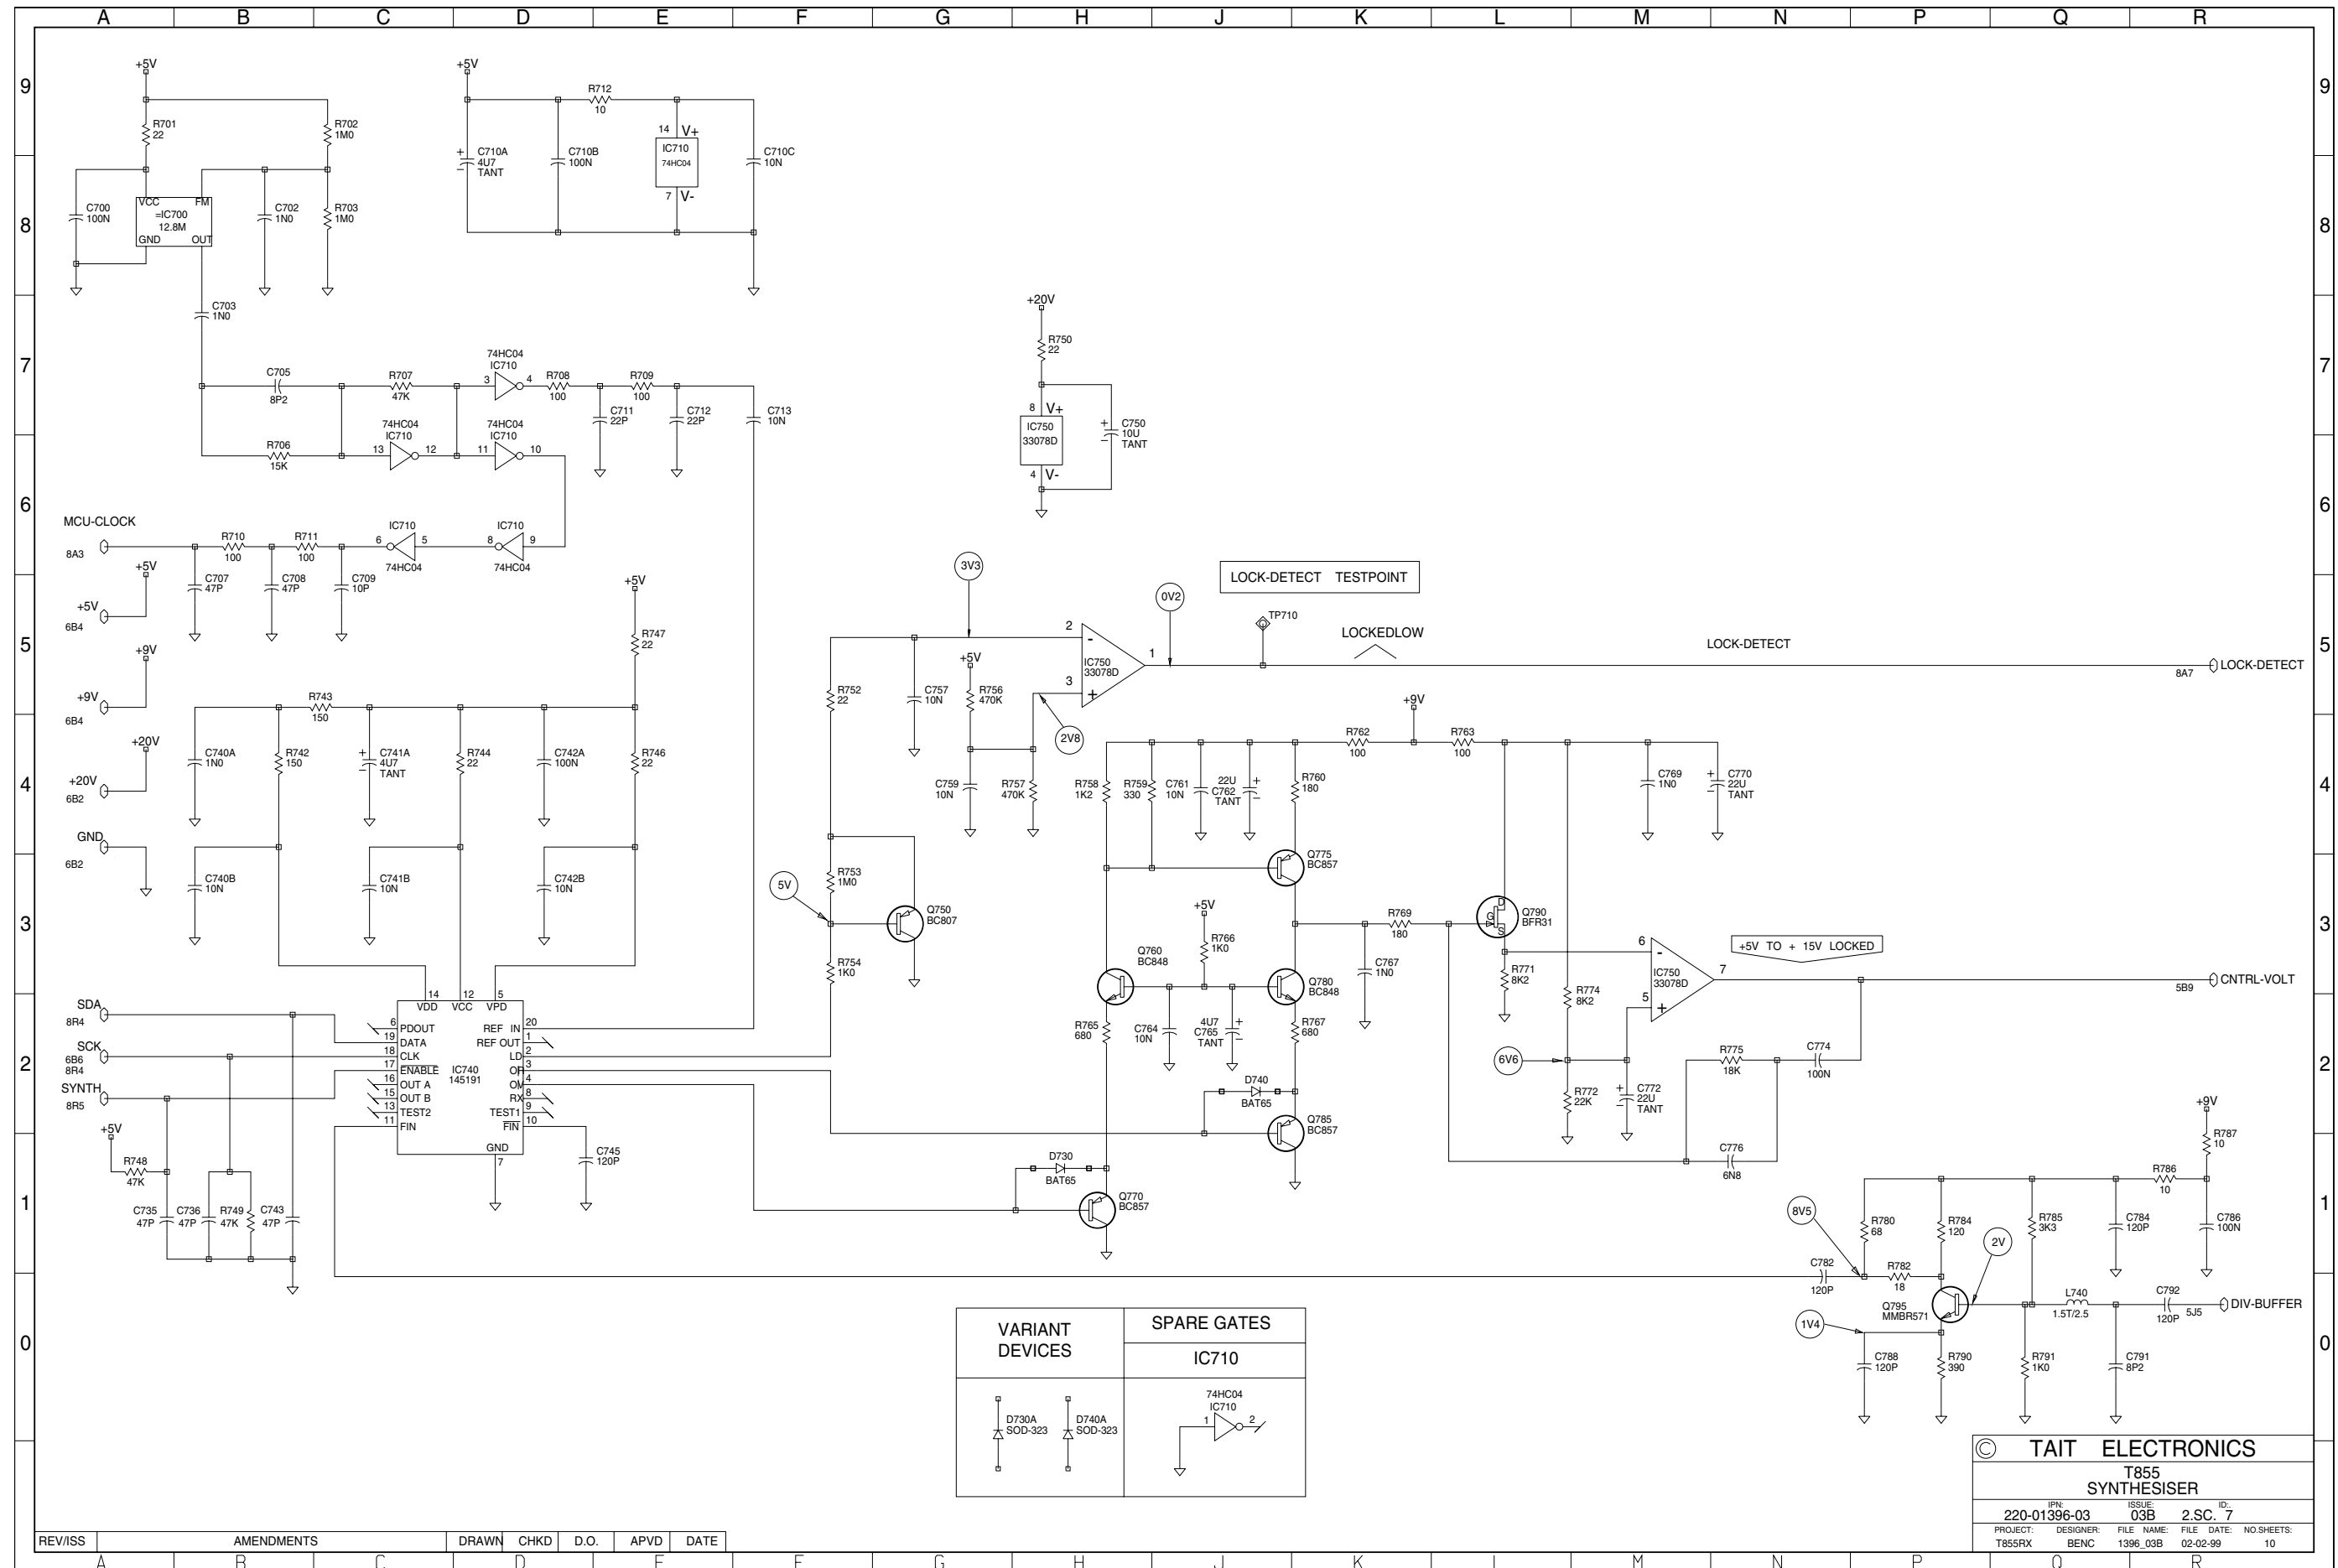 A B C D E F G H J K L M N P Q R
9 9
8 8
7 7
6 6
5 5
4 4
3 3
2 2
1 1
0 0
+5V
R701
22
R702
1M0
C700
100N
VCC FM
=IC700
12.8M
GND OUT
C702
1N0
R703
1M0
C703
1N0
+5V
R712
10
C710A
4U7
TANT
+
−
C710B
100N
14 V+
IC710
74HC04
7 V-
C710C
10N
C705
8P2
R706
15K
R707
47K
74HC04
IC710
3 4
R708
100
R709
100
C711
22P
C712
22P
C713
10N
74HC04
IC710
13 12
74HC04
IC710
11 10
MCU-CLOCK
8A3
R710
100
R711
100
IC710
6 5
74HC04
IC710
8 9
74HC04
C707
47P
C708
47P
C709
10P
+5V
+5V
6B4
+9V
+9V
6B4
+20V
+20V
6B2
GND
6B2
+5V
R747
22
R743
150
C740A
1N0
R742
150
C741A
4U7
TANT
+
−
R744
22
C742A
100N
R746
22
C740B
10N
C741B
10N
C742B
10N
SDA
8R4
SCK
6B6
8R4
SYNTH
8R5
14 12 5
VDD VCC VPD
6 PDOUT
19 DATA
18 CLK
17 ENABLE
16 OUT A
15 OUT B
13 TEST2
11 FIN
REF IN 20
REF OUT 1
LD 2
OR 3
OV 4
RX 8
TEST1 9
FIN 10
IC740
145191
GND
7
C745
120P
+5V
R748
47K
C735
47P
C736
47P
R749
47K
C743
47P
+20V
R750
22
8 V+
IC750
33078D
4 V-
C750
10U
TANT
+
−
3V3
0V2
LOCK-DETECT TESTPOINT
TP710
LOCKEDLOW
LOCK-DETECT
8A7
LOCK-DETECT
2 -
3 +
1
IC750
33078D
2V8
R752
22
C757
10N
+5V
R756
470K
C759
10N
R757
470K
5V
R753
1M0
Q750
BC807
R754
1K0
R758
1K2
R759
330
C761
10N
22U
C762
TANT
+
−
R760
180
R762
100
+9V
R763
100
C769
1N0
C770
22U
TANT
+
−
Q775
BC857
+5V
R766
1K0
Q760
BC848
Q780
BC848
R765
680
C764
10N
4U7
C765
TANT
+
−
R767
680
R769
180
C767
1N0
D
G
S
Q790
BFR31
R771
8K2
R774
8K2
6 -
5 +
7
IC750
33078D
+5V TO + 15V LOCKED
5B9
CNTRL-VOLT
6V6
R772
22K
C772
22U
TANT
+
−
R775
18K
C774
100N
C776
6N8
D740
BAT65
Q785
BC857
D730
BAT65
Q770
BC857
+9V
R787
10
R786
10
8V5
R780
68
R784
120
R785
3K3
C784
120P
C786
100N
2V
C782
120P
R782
18
Q795
MMBR571
1V4
L740
1.5T/2.5
C792
120P
5J5
DIV-BUFFER
C788
120P
R790
390
R791
1K0
C791
8P2
VARIANT
DEVICES
SPARE GATES
IC710
D730A
SOD-323
D740A
SOD-323
74HC04
IC710
1 2
© TAIT ELECTRONICS
T855
SYNTHESISER
IPN: ISSUE: ID:.
220-01396-03 03B 2.SC. 7
PROJECT: DESIGNER: FILE NAME: FILE DATE: NO.SHEETS:
T855RX BENC 1396_03B 02-02-99 10
REV/ISS AMENDMENTS DRAWN CHKD D.O. APVD DATE
A B C D E F G H J K L M N P Q R